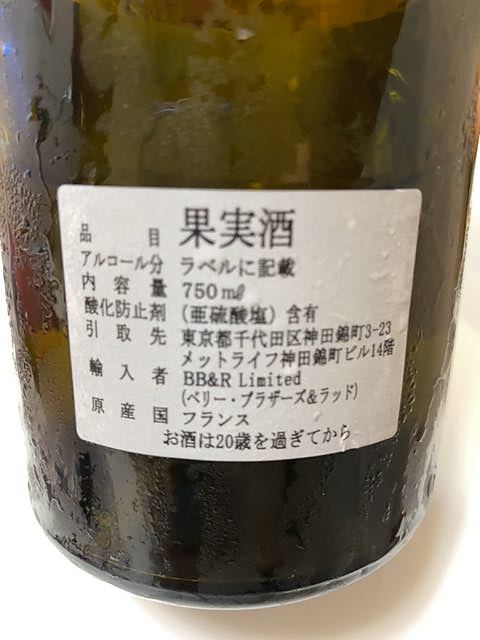 品目 果実酒
アルコール分 ラベルに記載
内容量 750mℓ
酸化防止剤 (亜硫酸塩)含有
引取先 東京都千代田区神田錦町3-23
メットライフ神田錦町ビル14階
輸入者 BB&R Limited
(ベリー・ブラザーズ&ラッド)
原産国 フランス
お酒は20歳を過ぎてから